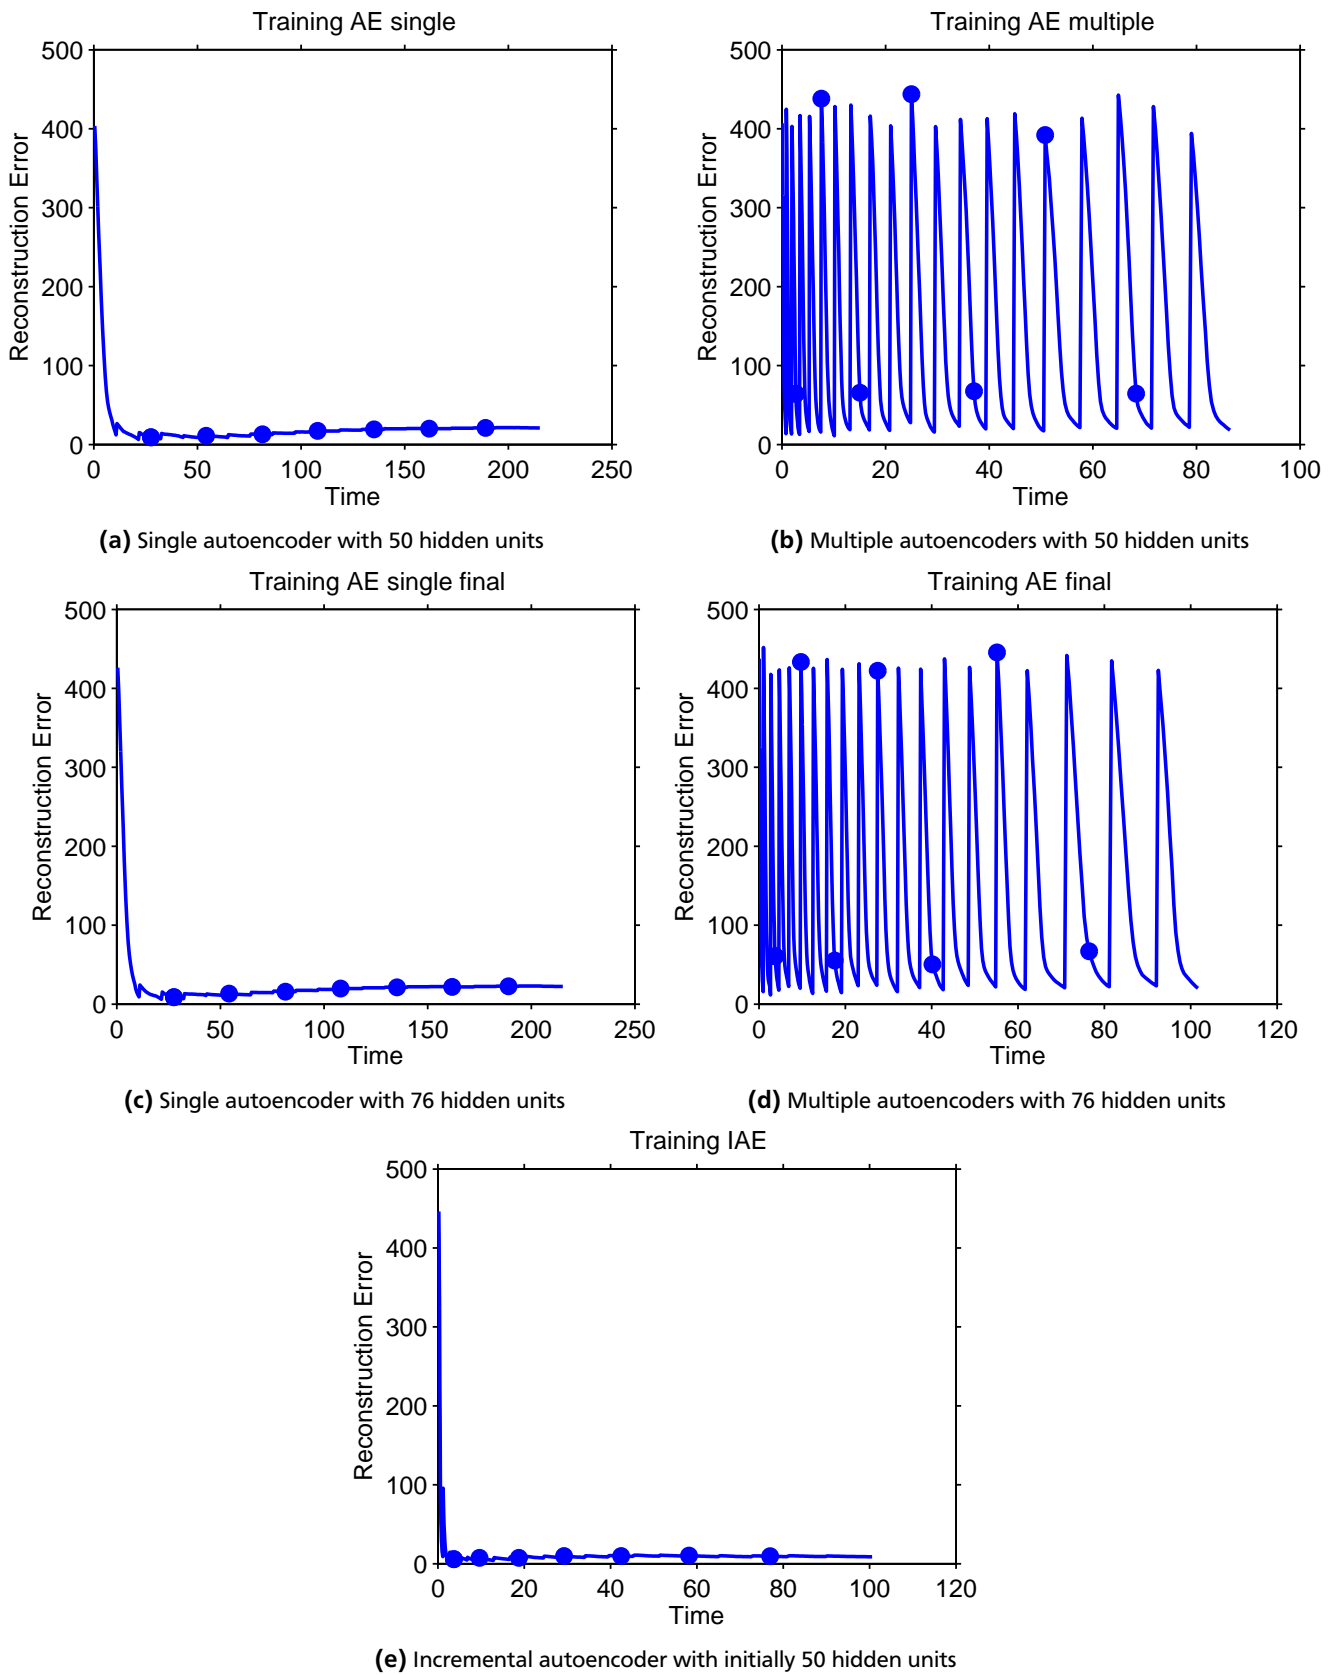 Training AE single
Training AE multiple
500
400
300
200
100
0
Reconstruction Error
0 50 100 150 200 250
Time
500
400
300
200
100
0
Reconstruction Error
0 20 40 60 80 100
Time
(a) Single autoencoder with 50 hidden units
(b) Multiple autoencoders with 50 hidden units
Training AE single final
Training AE final
500
400
300
200
100
0
Reconstruction Error
0 50 100 150 200 250
Time
500
400
300
200
100
0
Reconstruction Error
0 20 40 60 80 100 120
Time
(c) Single autoencoder with 76 hidden units
(d) Multiple autoencoders with 76 hidden units
Training IAE
500
400
300
200
100
0
Reconstruction Error
0 20 40 60 80 100 120
Time
(e) Incremental autoencoder with initially 50 hidden units